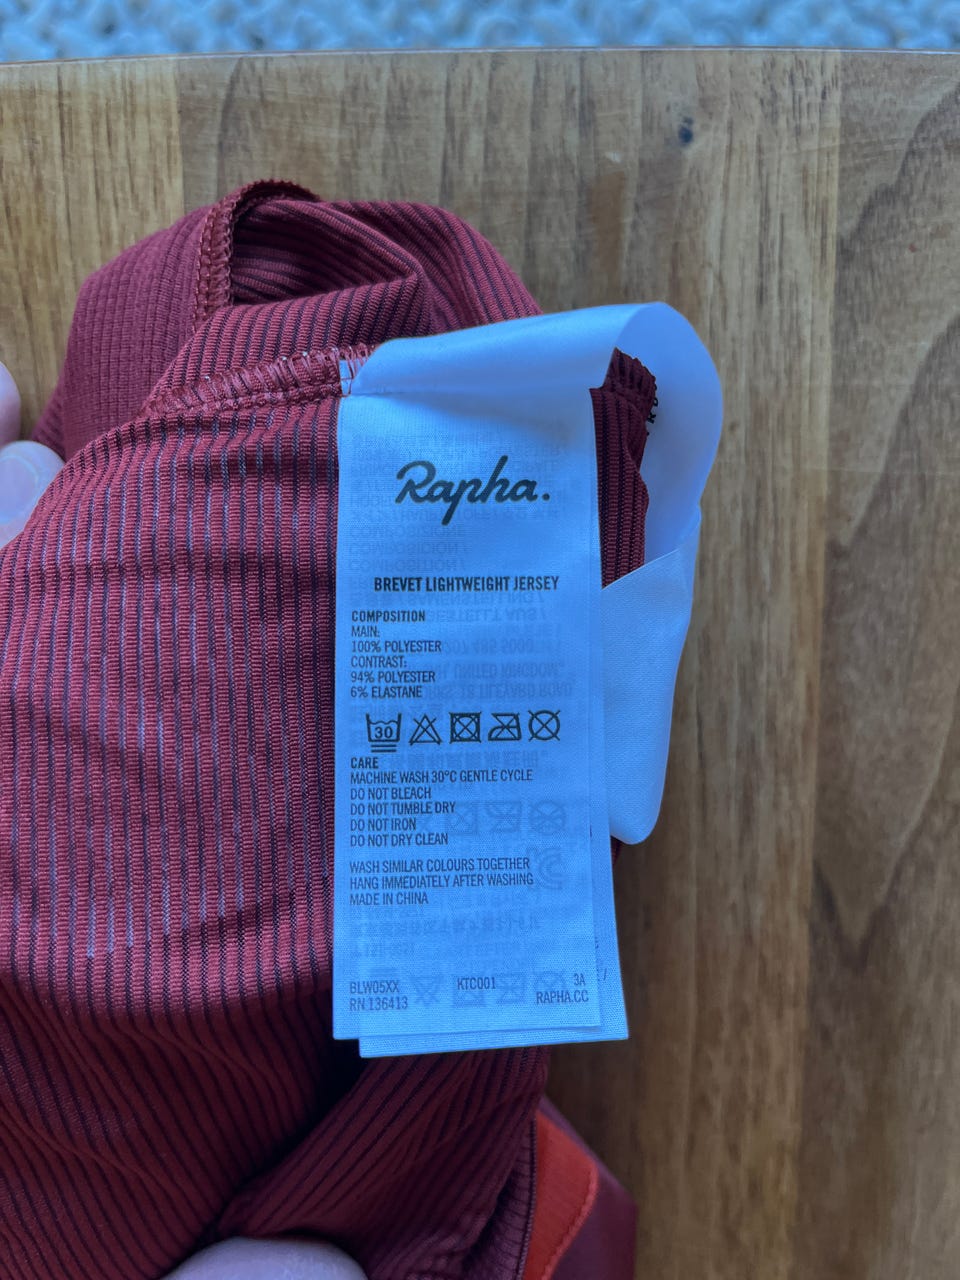 Rapha.
BREVET LIGHTWEIGHT JERSEY
COMPOSITION
MAIN:
100% POLYESTER
CONTRAST:
94% POLYESTER
6% ELASTANE
30
CARE
MACHINE WASH 30°C GENTLE CYCLE
DO NOT BLEACH
DO NOT TUMBLE DRY
DO NOT IRON
DO NOT DRY CLEAN
WASH SIMILAR COLOURS TOGETHER
HANG IMMEDIATELY AFTER WASHING
MADE IN CHINA
BLW05XX KTC001 3A
RN 136413 RAPHA.CC